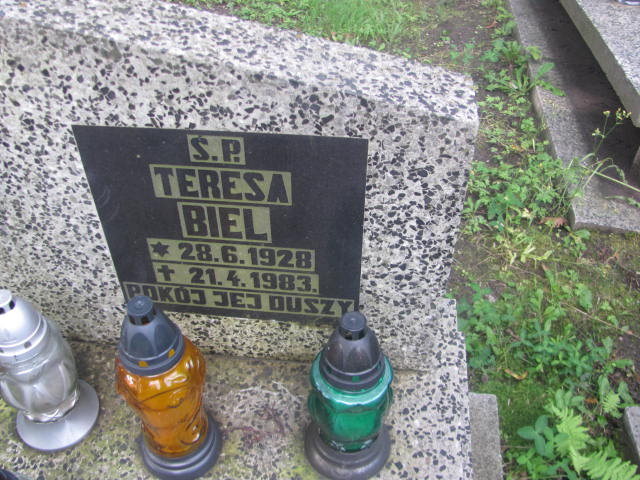 Ś.P.
TERESA
BIEL
* 28.6.1928
† 21.4.1983.
POKÓJ JEJ DUSZY